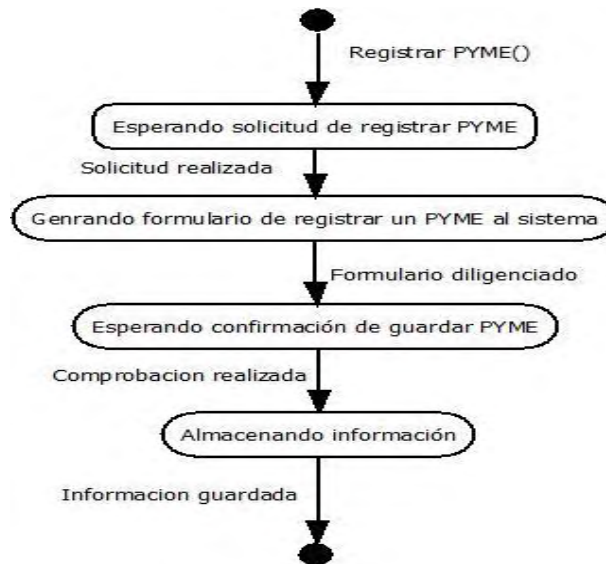 Registrar PYME()
Esperando solicitud de registrar PYME
Solicitud realizada
Genrando formulario de registrar un PYME al sistema
Formulario diligenciado
Esperando confirmación de guardar PYME
Comprobacion realizada
Almacenando información
Informacion guardada